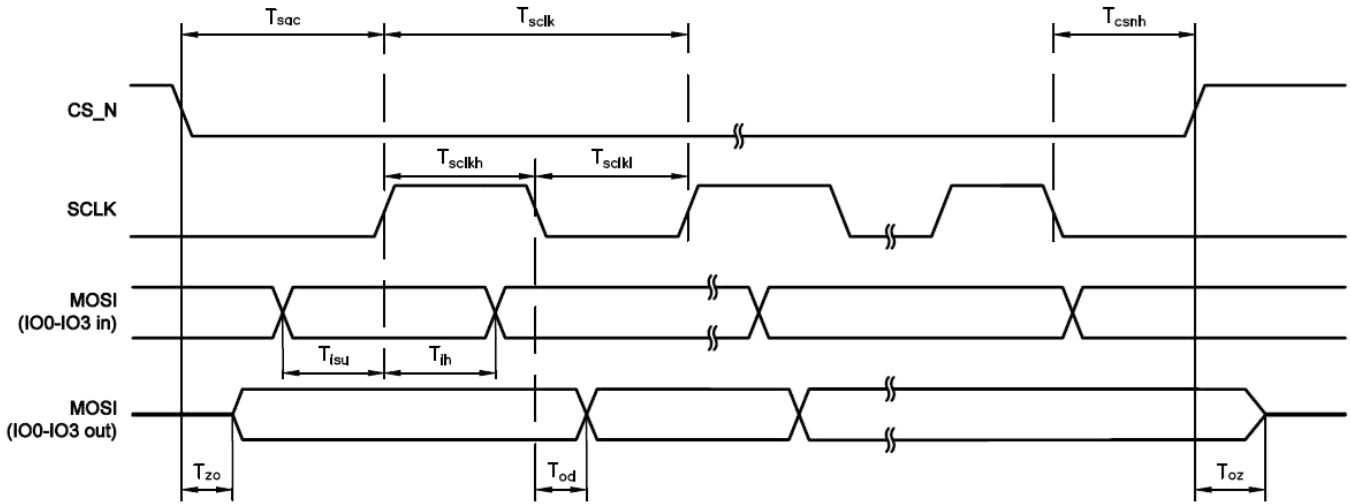 Tsqc Tsclk Tcsnh
CS_N
Tsclkh Tsclkl
SCLK
MOSI
(IO0-IO3 in)
Tisu Tih
MOSI
(IO0-IO3 out)
Tzo Tod Toz